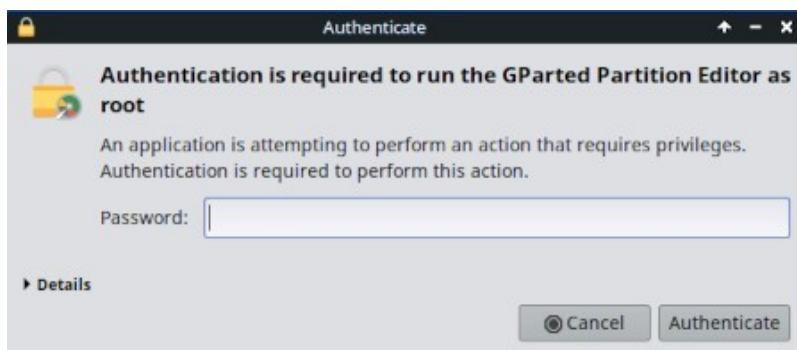 Authenticate
Authentication is required to run the GParted Partition Editor as
root
An application is attempting to perform an action that requires privileges.
Authentication is required to perform this action.
Password:
Details
Cancel Authenticate